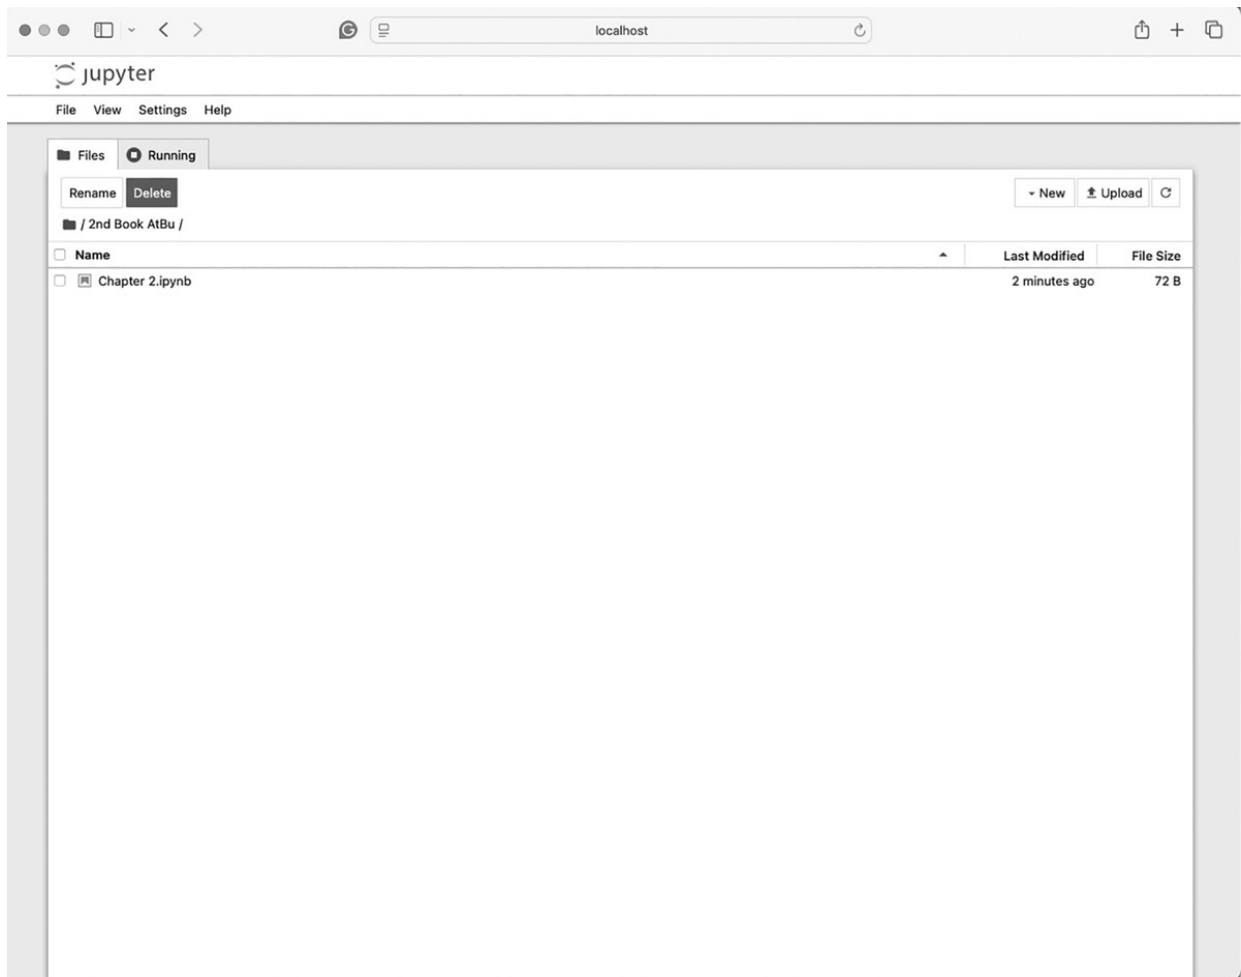 localhost
jupyter
File View Settings Help
Files Running
Rename Delete New Upload
/ 2nd Book AtBu /
Name Last Modified File Size
Chapter 2.ipynb 2 minutes ago 72 B